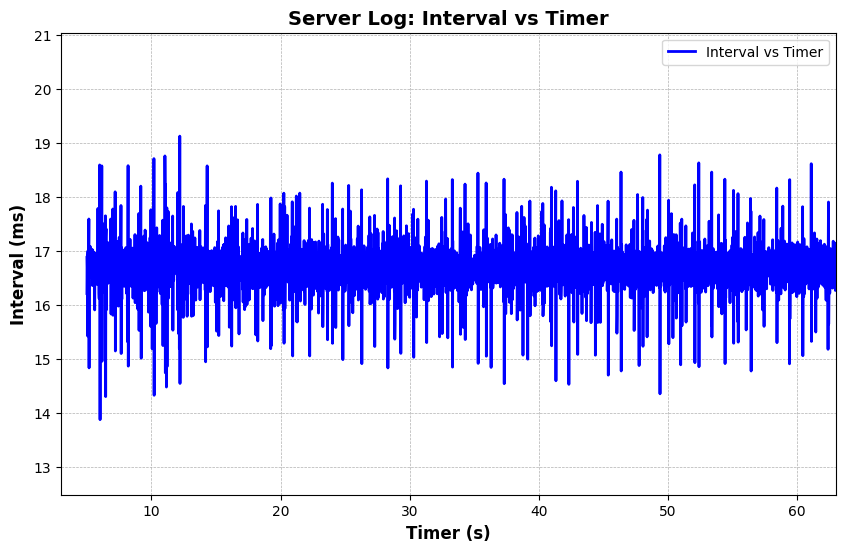 Server Log: Interval vs Timer
Interval vs Timer
21
20
19
18
17
16
15
14
13
Interval (ms)
10 20 30 40 50 60
Timer (s)